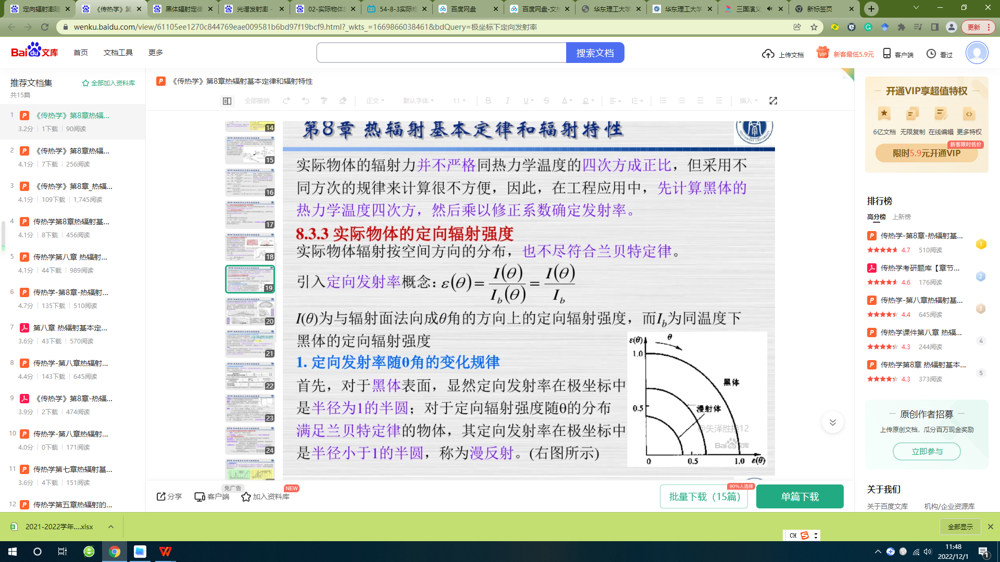 定向辐射率随
《传热学》第
黑体辐射定律
光谱发射率 -
02-实际物体的
54-8-3实际物
百度网盘
百度网盘-文档
华东理工大学
华东理工大学
三国演义
新标签页
wenku.baidu.com/view/61105ee1270c844769eae009581b6bd97f19bcf9.html?_wkts_=1669866038461&bdQuery=极坐标下定向发射率
更新
Bai du 文库
首页
文档工具
更多
搜索文档
上传文档
VIP
新客最低5.9元
客户端
看过
推荐文档集
全部加入资料库
共15篇
1 《传热学》第8章热辐...
3.2分 1下载 90阅读
2 《传热学》第8章热辐...
4.1分 7下载 256阅读
3 《传热学》第8章_热辐...
4.1分 109下载 1,745阅读
4 传热学第8章热辐射基...
4.1分 8下载 456阅读
5 传热学第八章 热辐射...
4.1分 44下载 989阅读
6 传热学-第8章-热辐射...
4.7分 135下载 510阅读
7 第八章 热辐射基本定...
3.6分 43下载 570阅读
8 传热学-第八章热辐射...
4.4分 143下载 645阅读
9 《传热学》第8章-热辐...
3.9分 2下载 474阅读
10 传热学-第八章热辐射...
4.0分 0下载 171阅读
11 传热学第七章热辐射基...
3.6分 4下载 151阅读
12 传热学第五章热辐射的...
《传热学》第8章热辐射基本定律和辐射特性
全部撤销
正文
默认字体
11
B I U S A
插入
14
15
16
17
18
19
20
21
22
23
24
第8章 热辐射基本定律和辐射特性
SOUTHWEST UNIVERSITY
实际物体的辐射力并不严格同热力学温度的四次方成正比，但采用不
同方次的规律来计算很不方便，因此，在工程应用中，先计算黑体的
热力学温度四次方，然后乘以修正系数确定发射率。
8.3.3 实际物体的定向辐射强度
实际物体辐射按空间方向的分布，也不尽符合兰贝特定律。
引入定向发射率概念：ε(θ) = I(θ) / I_b(θ) = I(θ) / I_b
I(θ)为与辐射面法向成θ角的方向上的定向辐射强度，而I_b为同温度下
黑体的定向辐射强度
1. 定向发射率随θ角的变化规律
首先，对于黑体表面，显然定向发射率在极坐标中
是半径为1的半圆；对于定向辐射强度随θ的分布
满足兰贝特定律的物体，其定向发射率在极坐标中
是半径小于1的半圆，称为漫反射。(右图所示)
ε(θ)
θ
1.0
黑体
0.5
漫射体
@矢泽胜换12
Bai du 文库
0 0.5 1.0 ε(θ)
分享
免广告
客户端
加入资料库
NEW
批量下载（15篇）
90%人选择
单篇下载
开通VIP享超值特权
6亿文档 无限复制 在线编辑 更多特权
新客限时低价
限时5.9元开通VIP
排行榜
高分榜 上新榜
传热学-第8章-热辐射基...
4.7 510阅读
1
传热学考研题库【章节...
4.6 176阅读
2
传热学-第八章热辐射基...
4.4 645阅读
3
传热学课件第八章 热辐...
4.3 244阅读
4
传热学第8章 热辐射基本...
4.3 373阅读
5
原创作者招募
上传原创文档，瓜分百万现金奖励
立即参与
关于我们
关于百度文库 机构/企业资源库
2021-2022学年....xlsx
全部显示
CH
11:48
2022/12/1
1